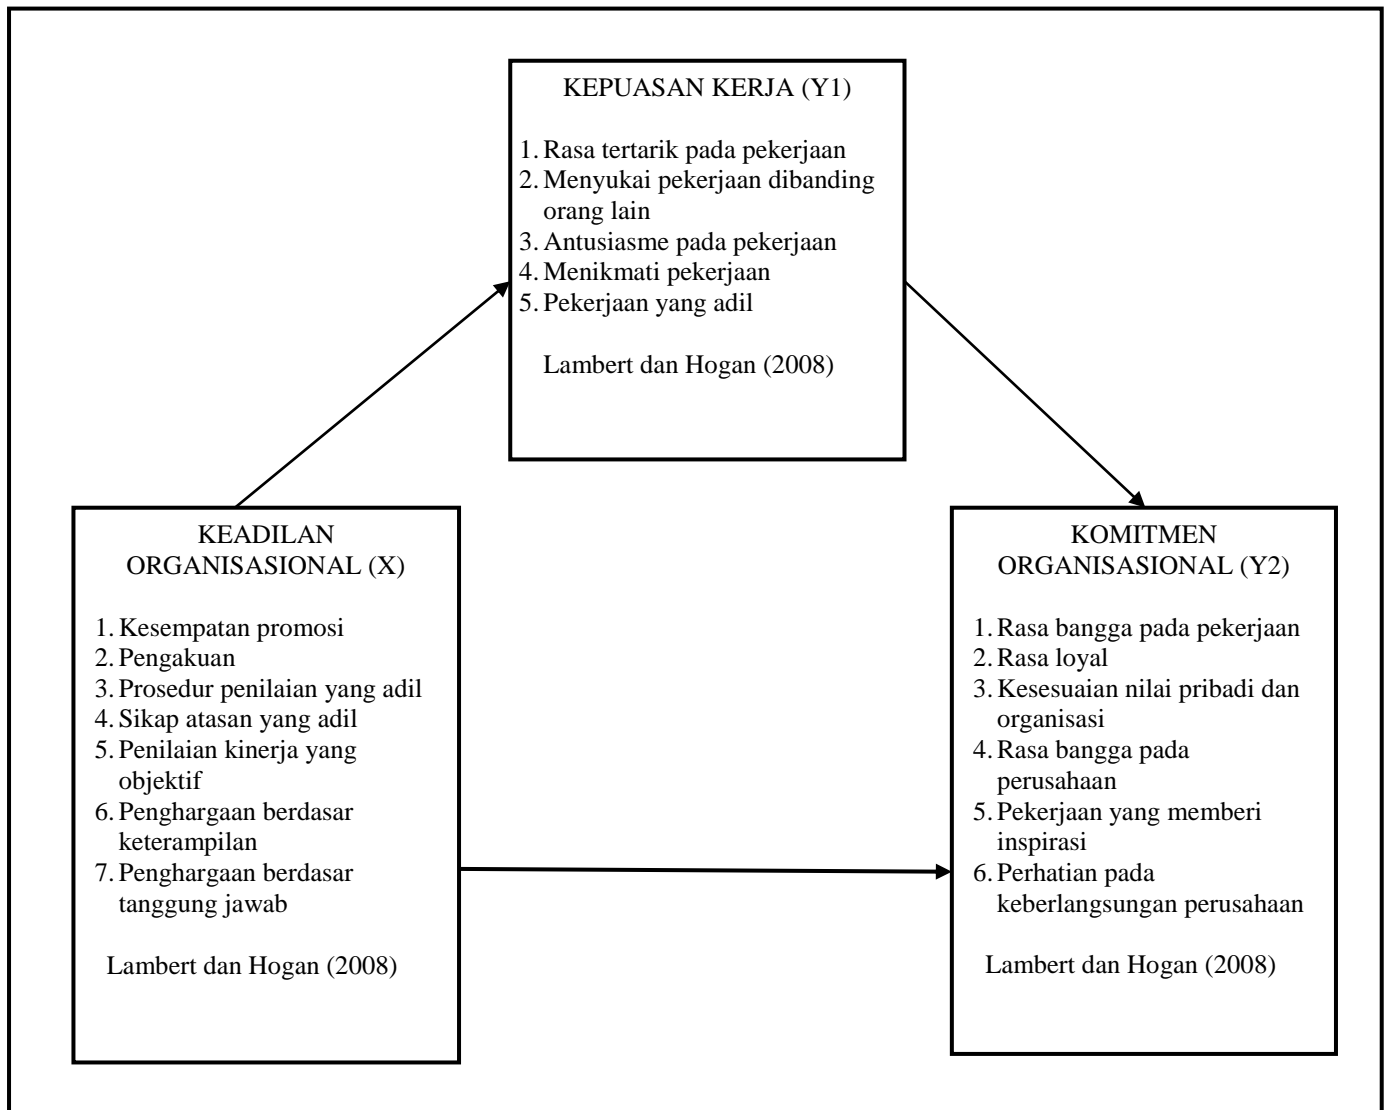 KEPUASAN KERJA (Y1)
1. Rasa tertarik pada pekerjaan
2. Menyukai pekerjaan dibanding
orang lain
3. Antusiasme pada pekerjaan
4. Menikmati pekerjaan
5. Pekerjaan yang adil
Lambert dan Hogan (2008)
KEADILAN
ORGANISASIONAL (X)
1. Kesempatan promosi
2. Pengakuan
3. Prosedur penilaian yang adil
4. Sikap atasan yang adil
5. Penilaian kinerja yang
objektif
6. Penghargaan berdasar
keterampilan
7. Penghargaan berdasar
tanggung jawab
Lambert dan Hogan (2008)
KOMITMEN
ORGANISASIONAL (Y2)
1. Rasa bangga pada pekerjaan
2. Rasa loyal
3. Kesesuaian nilai pribadi dan
organisasi
4. Rasa bangga pada
perusahaan
5. Pekerjaan yang memberi
inspirasi
6. Perhatian pada
keberlangsungan perusahaan
Lambert dan Hogan (2008)